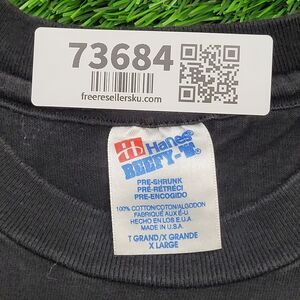 73684
freeresellersku.com
Hanes
BEEFY-T®
PRE-SHRUNK
PRE-RÉTRÉCI
PRE-ENCOGIDO
100% COTTON/COTON/ALGODON
FABRIQUÉ AUX É-U
HECHO EN LOS E.U.A.
MADE IN U.S.A.
T GRAND/X GRANDE
X LARGE